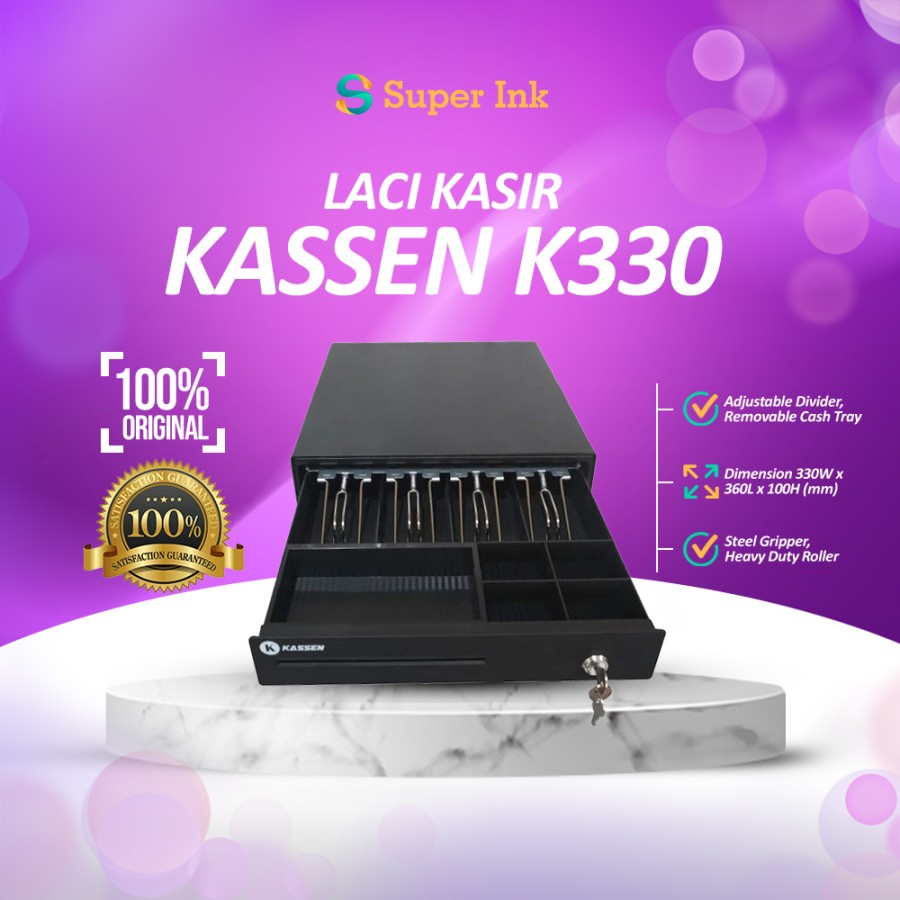 Super Ink
LACI KASIR
KASSEN K330
100%
ORIGINAL
SATISFACTION GUARANTEED
100%
SATISFACTION GUARANTEED
Adjustable Divider,
Removable Cash Tray
Dimension 330W x
360L x 100H (mm)
Steel Gripper,
Heavy Duty Roller
K KASSEN